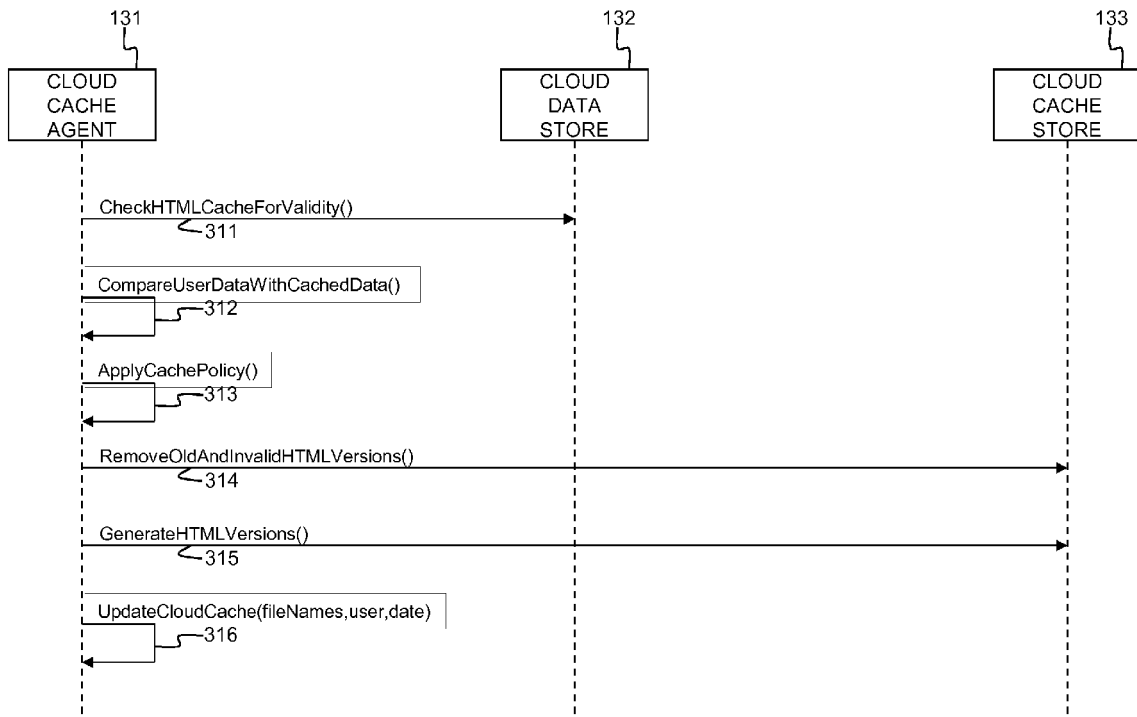 131
132
133
CLOUD
CACHE
AGENT
CLOUD
DATA
STORE
CLOUD
CACHE
STORE
CheckHTMLCacheForValidity()
311
CompareUserDataWithCachedData()
312
ApplyCachePolicy()
313
RemoveOldAndInvalidHTMLVersions()
314
GenerateHTMLVersions()
315
UpdateCloudCache(fileNames,user,date)
316